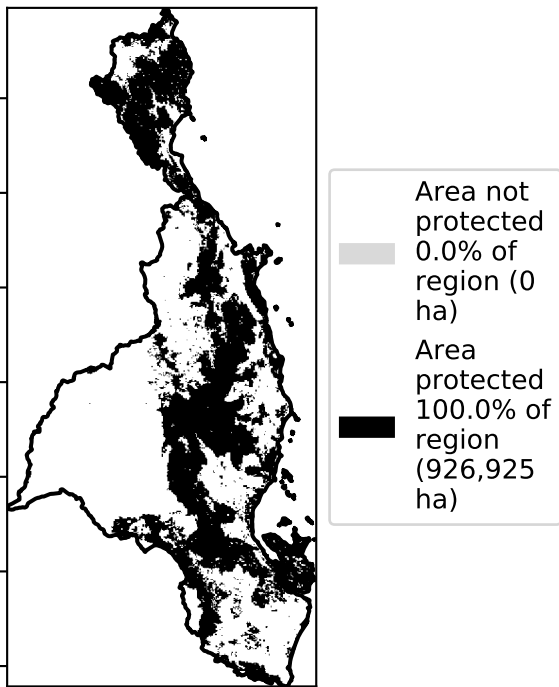 Area not
protected
0.0% of
region (0
ha)
Area
protected
100.0% of
region
(926,925
ha)